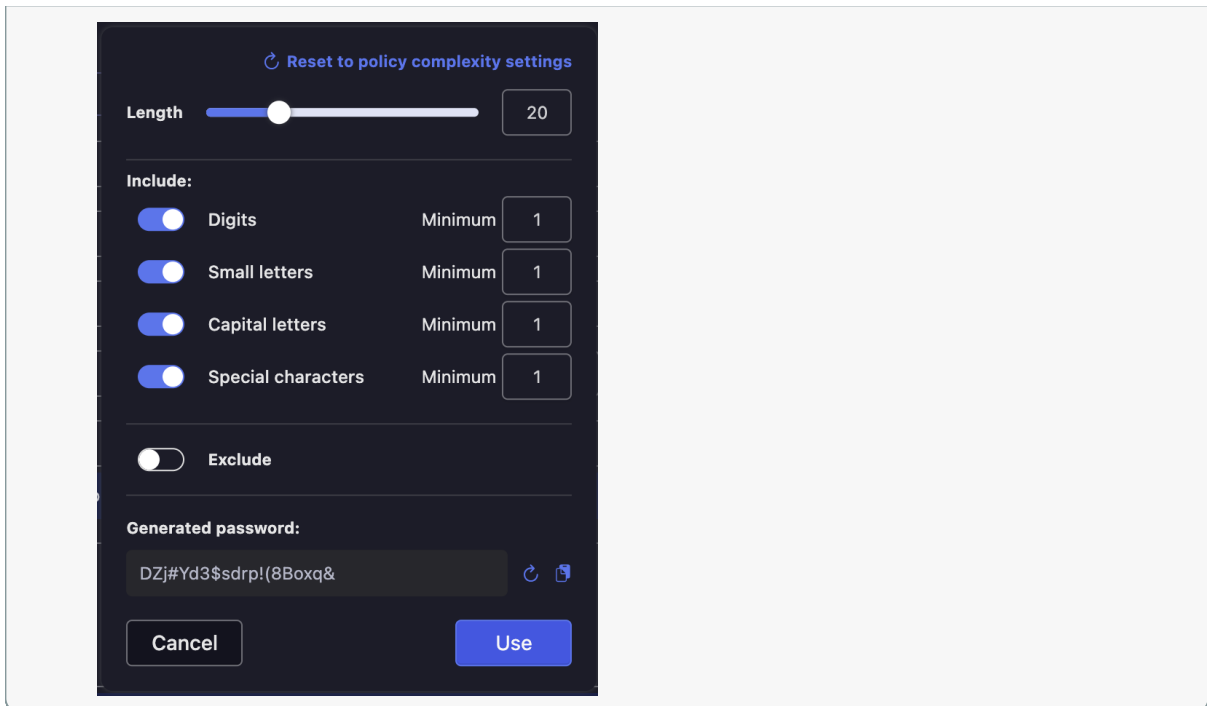 Reset to policy complexity settings
Length 20
Include:
Digits Minimum 1
Small letters Minimum 1
Capital letters Minimum 1
Special characters Minimum 1
Exclude
Generated password:
DZj#Yd3$sdrp!(8Boxq&
Cancel Use